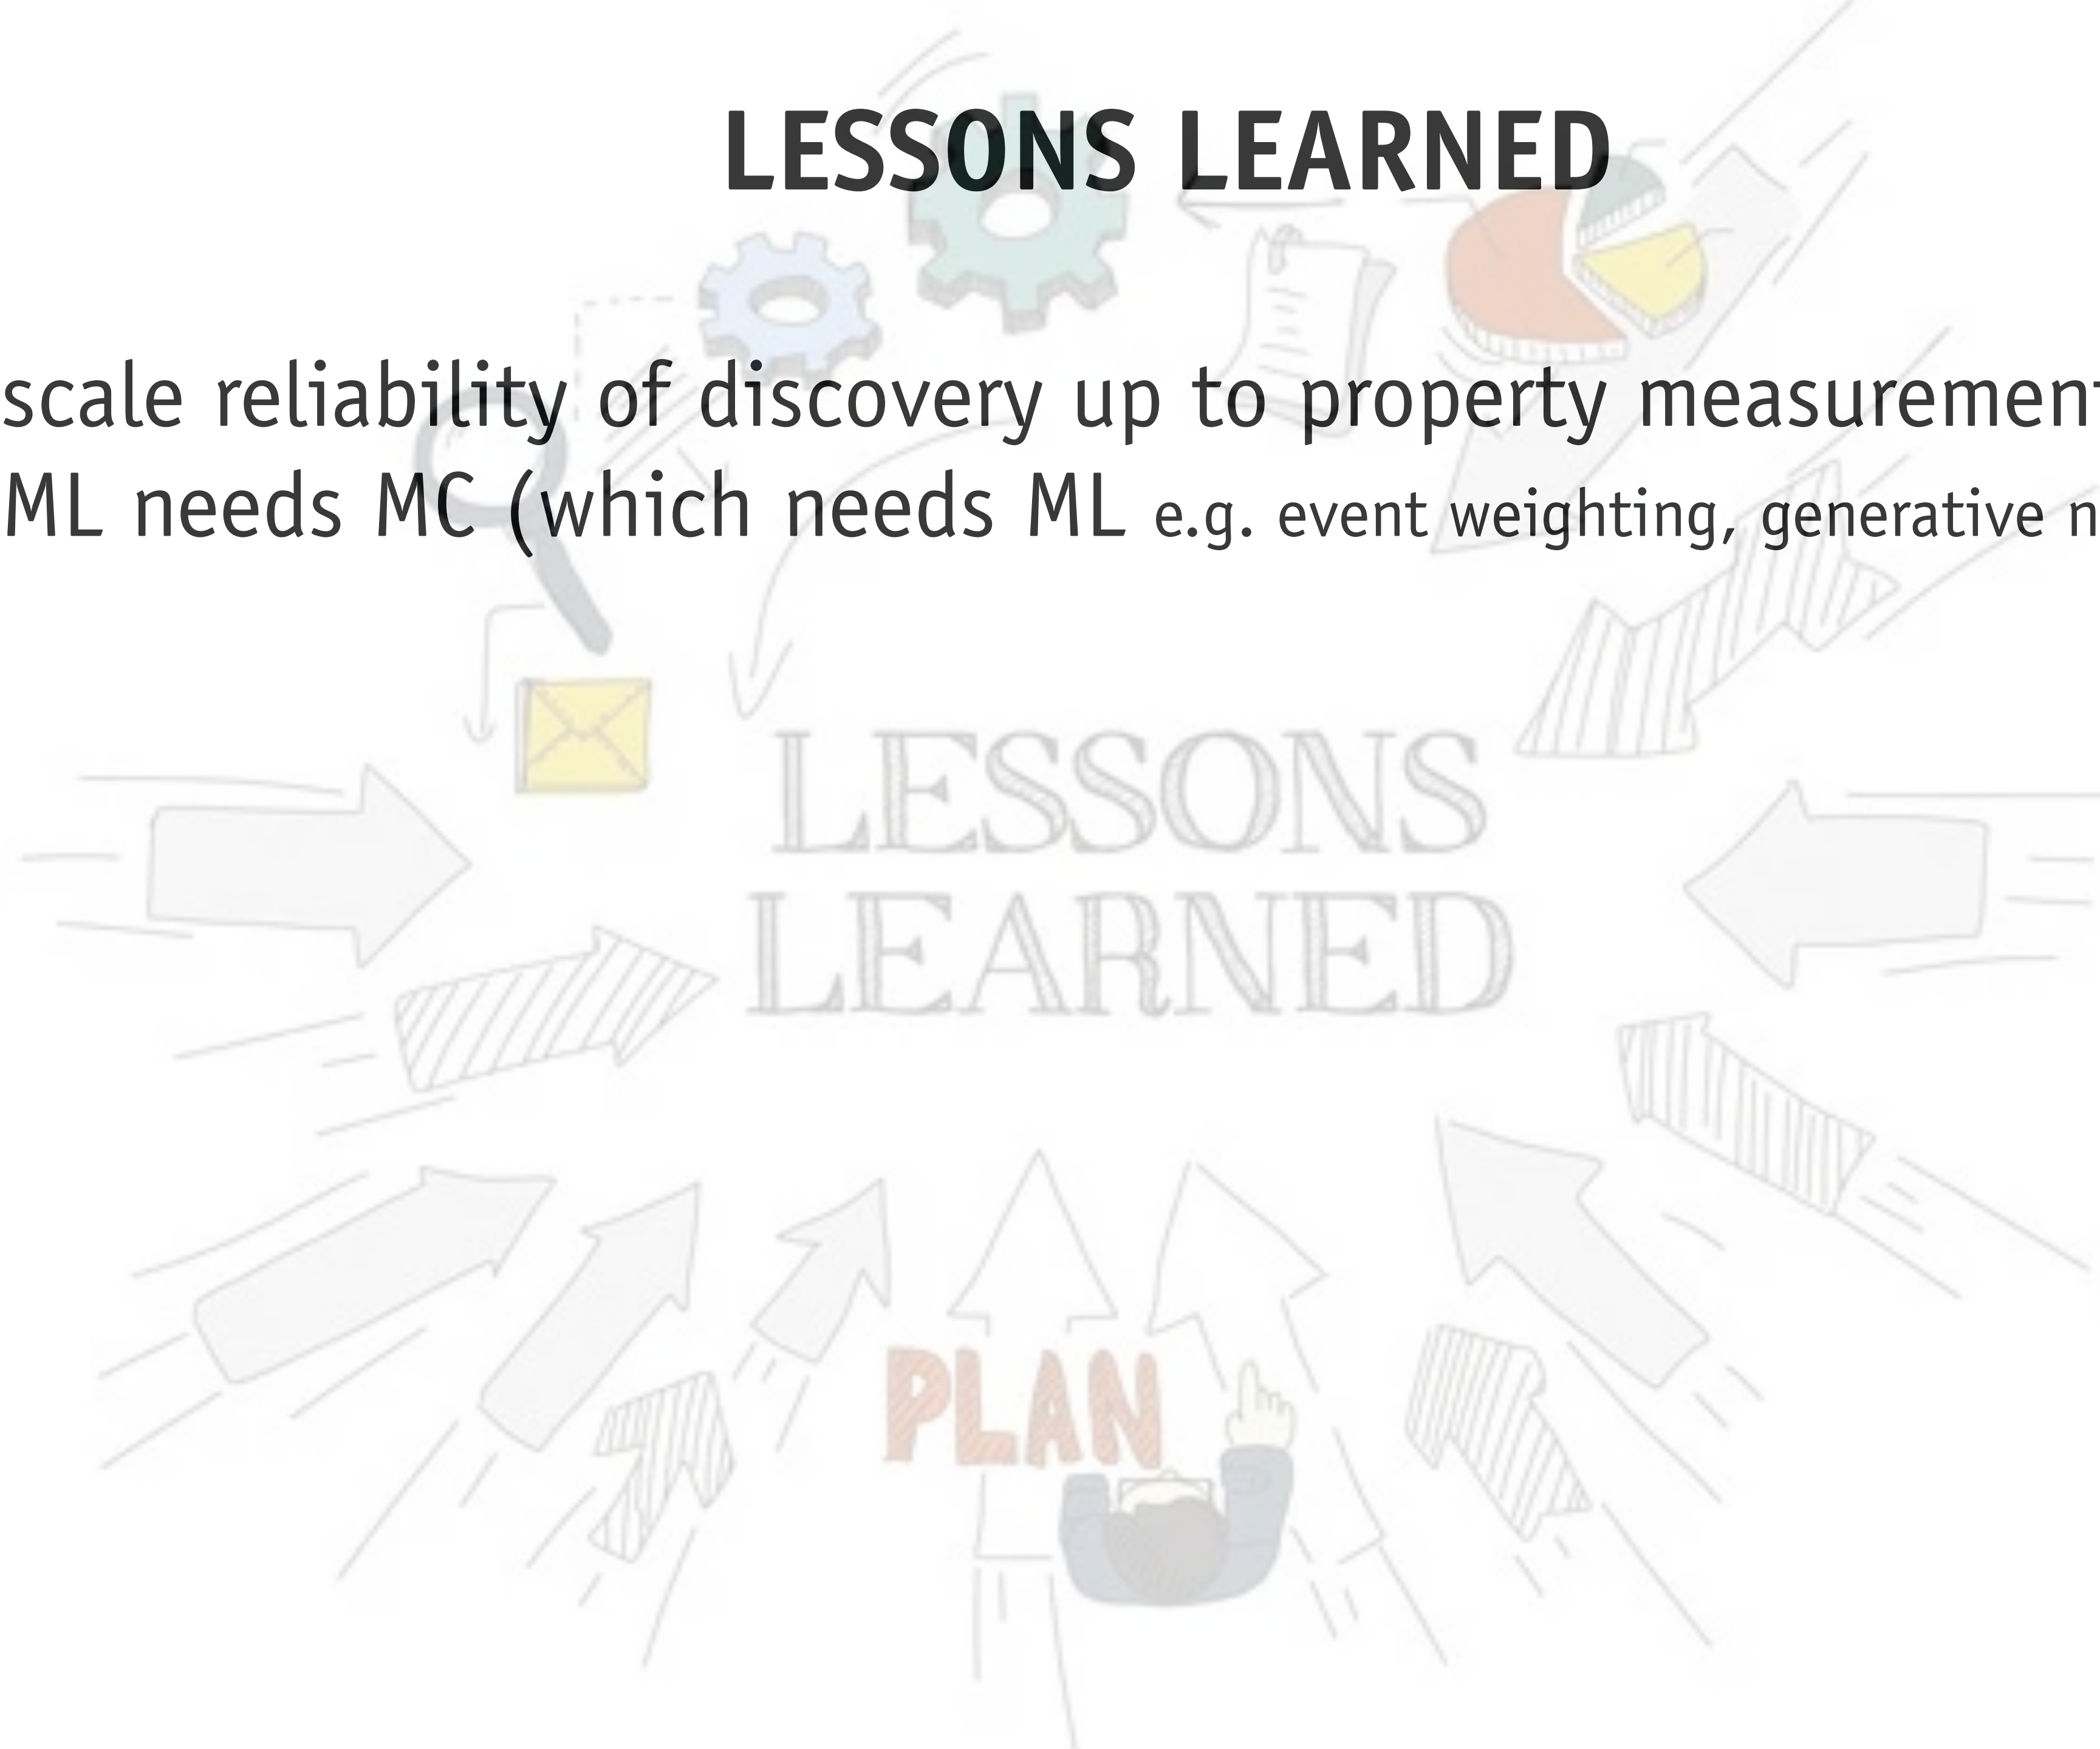 LESSONS LEARNED
scale reliability of discovery up to property measurement
ML needs MC (which needs ML e.g. event weighting, generative n
LESSONS
LEARNED
PLAN